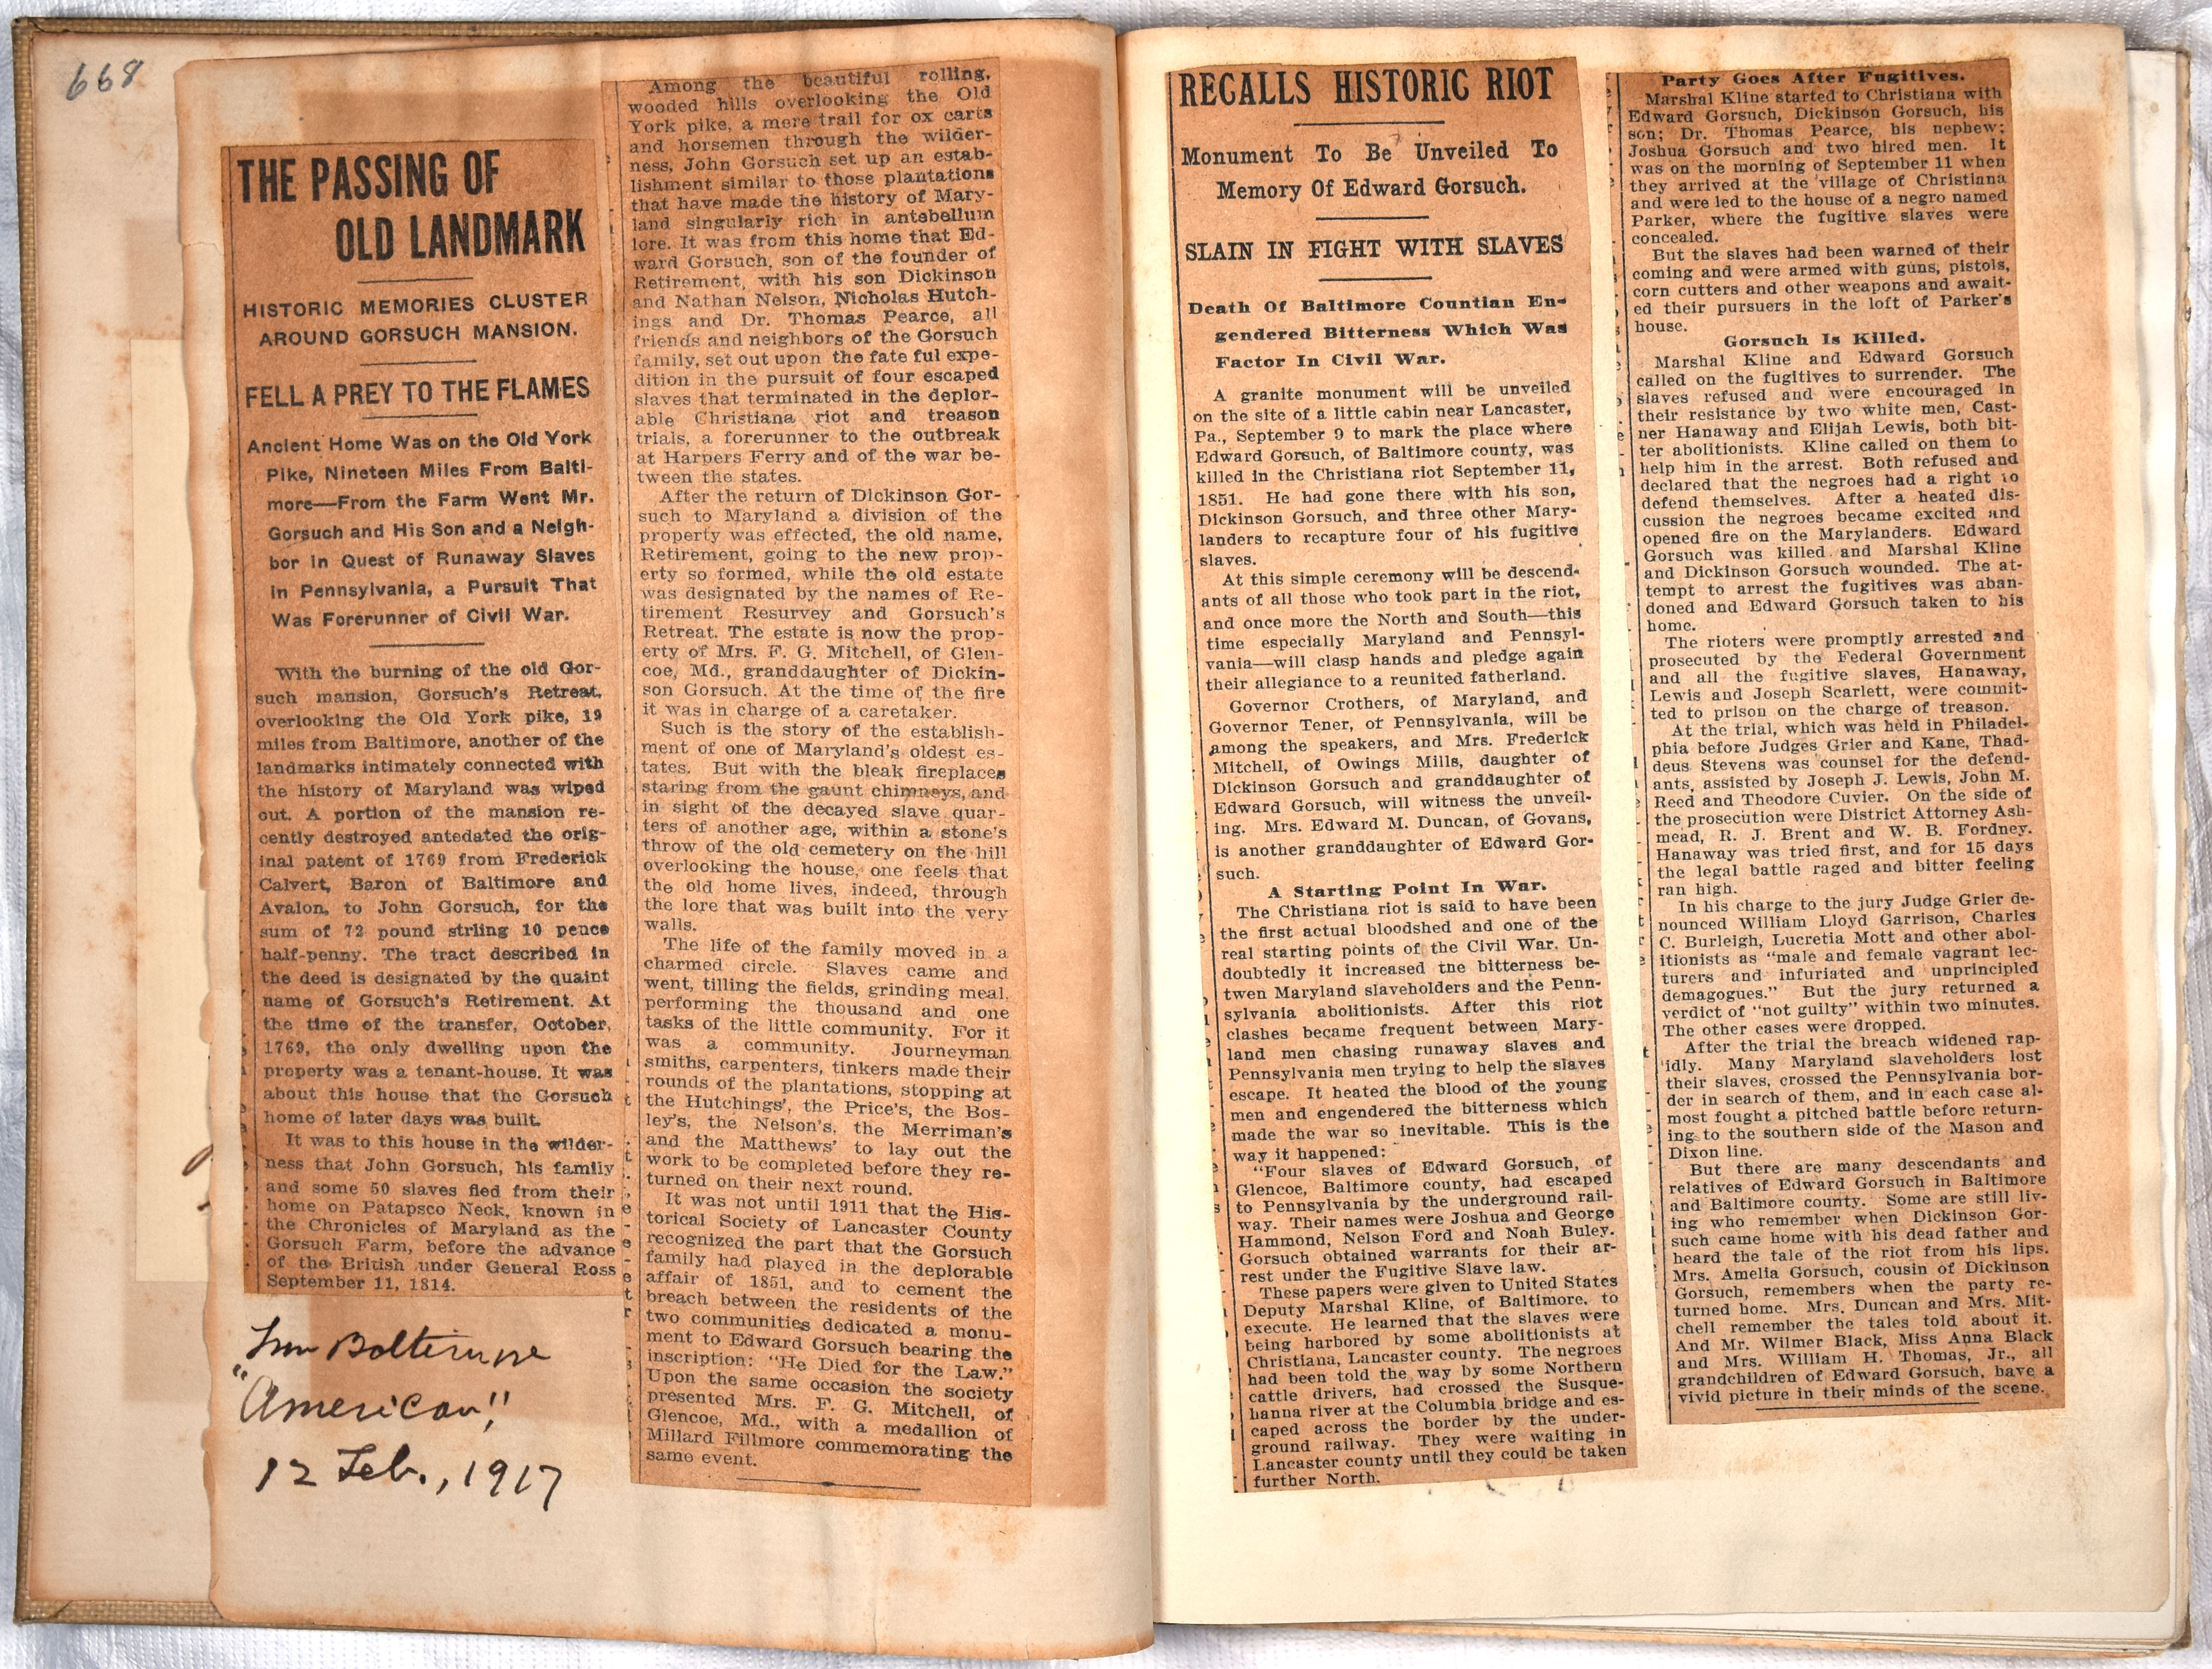 668
THE PASSING OF
OLD LANDMARK
HISTORIC MEMORIES CLUSTER
AROUND GORSUCH MANSION.
FELL A PREY TO THE FLAMES
Ancient Home Was on the Old York
Pike, Nineteen Miles From Balti-
more—From the Farm Went Mr.
Gorsuch and His Son and a Neigh-
bor in Quest of Runaway Slaves
in Pennsylvania, a Pursuit That
Was Forerunner of Civil War.
With the burning of the old Gor-
such mansion, Gorsuch's Retreat,
overlooking the Old York pike, 19
miles from Baltimore, another of the
landmarks intimately connected with
the history of Maryland was wiped
out. A portion of the mansion re-
cently destroyed antedated the orig-
inal patent of 1769 from Frederick
Calvert, Baron of Baltimore and
Avalon, to John Gorsuch, for the
sum of 72 pound strling 10 pence
half-penny. The tract described in
the deed is designated by the quaint
name of Gorsuch's Retirement. At
the time of the transfer, October,
1769, the only dwelling upon the
property was a tenant-house. It was
about this house that the Gorsuch
home of later days was built.
It was to this house in the wilder-
ness that John Gorsuch, his family
and some 50 slaves fled from their
home on Patapsco Neck, known in
the Chronicles of Maryland as the
Gorsuch Farm, before the advance
of the British under General Ross
September 11, 1814.
from Baltimore
"American",
12 Feb., 1917
Among the beautiful rolling,
wooded hills overlooking the Old
York pike, a mere trail for ox carts
and horsemen through the wilder-
ness, John Gorsuch set up an estab-
lishment similar to those plantations
that have made the history of Mary-
land singularly rich in antebellum
lore. It was from this home that Ed-
ward Gorsuch, son of the founder of
Retirement, with his son Dickinson
and Nathan Nelson, Nicholas Hutch-
ings and Dr. Thomas Pearce, all
friends and neighbors of the Gorsuch
family, set out upon the fate ful expe-
dition in the pursuit of four escaped
slaves that terminated in the deplor-
able Christiana riot and treason
trials, a forerunner to the outbreak
at Harpers Ferry and of the war be-
tween the states.
After the return of Dickinson Gor-
such to Maryland a division of the
property was effected, the old name,
Retirement, going to the new prop-
erty so formed, while the old estate
was designated by the names of Re-
tirement Resurvey and Gorsuch's
Retreat. The estate is now the prop-
erty of Mrs. F. G. Mitchell, of Glen-
coe, Md., granddaughter of Dickin-
son Gorsuch. At the time of the fire
it was in charge of a caretaker.
Such is the story of the establish-
ment of one of Maryland's oldest es-
tates. But with the bleak fireplaces
staring from the gaunt chimneys, and
in sight of the decayed slave quar-
ters of another age, within a stone's
throw of the old cemetery on the hill
overlooking the house, one feels that
the old home lives, indeed, through
the lore that was built into the very
walls.
The life of the family moved in a
charmed circle. Slaves came and
went, tilling the fields, grinding meal,
performing the thousand and one
tasks of the little community. For it
was a community. Journeyman
smiths, carpenters, tinkers made their
rounds of the plantations, stopping at
the Hutchings', the Price's, the Bos-
ley's, the Nelson's, the Merriman's
and the Matthews' to lay out the
work to be completed before they re-
turned on their next round.
It was not until 1911 that the His-
torical Society of Lancaster County
recognized the part that the Gorsuch
family had played in the deplorable
affair of 1851, and to cement the
breach between the residents of the
two communities dedicated a monu-
ment to Edward Gorsuch bearing the
inscription: "He Died for the Law."
Upon the same occasion the society
presented Mrs. F. G. Mitchell, of
Glencoe, Md., with a medallion of
Millard Fillmore commemorating the
same event.
RECALLS HISTORIC RIOT
Monument To Be Unveiled To
Memory Of Edward Gorsuch.
SLAIN IN FIGHT WITH SLAVES
Death Of Baltimore Countian En-
gendered Bitterness Which Was
Factor In Civil War.
A granite monument will be unveiled
on the site of a little cabin near Lancaster,
Pa., September 9 to mark the place where
Edward Gorsuch, of Baltimore county, was
killed in the Christiana riot September 11,
1851. He had gone there with his son,
Dickinson Gorsuch, and three other Mary-
landers to recapture four of his fugitive
slaves.
At this simple ceremony will be descend-
ants of all those who took part in the riot,
and once more the North and South—this
time especially Maryland and Pennsyl-
vania—will clasp hands and pledge again
their allegiance to a reunited fatherland.
Governor Crothers, of Maryland, and
Governor Tener, of Pennsylvania, will be
among the speakers, and Mrs. Frederick
Mitchell, of Owings Mills, daughter of
Dickinson Gorsuch and granddaughter of
Edward Gorsuch, will witness the unveil-
ing. Mrs. Edward M. Duncan, of Govans,
is another granddaughter of Edward Gor-
such.
A Starting Point In War.
The Christiana riot is said to have been
the first actual bloodshed and one of the
real starting points of the Civil War. Un-
doubtedly it increased the bitterness be-
twen Maryland slaveholders and the Penn-
sylvania abolitionists. After this riot
clashes became frequent between Mary-
land men chasing runaway slaves and
Pennsylvania men trying to help the slaves
escape. It heated the blood of the young
men and engendered the bitterness which
made the war so inevitable. This is the
way it happened:
"Four slaves of Edward Gorsuch, of
Glencoe, Baltimore county, had escaped
to Pennsylvania by the underground rail-
way. Their names were Joshua and George
Hammond, Nelson Ford and Noah Buley.
Gorsuch obtained warrants for their ar-
rest under the Fugitive Slave law.
These papers were given to United States
Deputy Marshal Kline, of Baltimore, to
execute. He learned that the slaves were
being harbored by some abolitionists at
Christiana, Lancaster county. The negroes
had been told the way by some Northern
cattle drivers, had crossed the Susque-
hanna river at the Columbia bridge and es-
caped across the border by the under-
ground railway. They were waiting in
Lancaster county until they could be taken
further North.
Party Goes After Fugitives.
Marshal Kline started to Christiana with
Edward Gorsuch, Dickinson Gorsuch, his
son; Dr. Thomas Pearce, his nephew;
Joshua Gorsuch and two hired men. It
was on the morning of September 11 when
they arrived at the village of Christiana
and were led to the house of a negro named
Parker, where the fugitive slaves were
concealed.
But the slaves had been warned of their
coming and were armed with guns, pistols,
corn cutters and other weapons and await-
ed their pursuers in the loft of Parker's
house.
Gorsuch Is Killed.
Marshal Kline and Edward Gorsuch
called on the fugitives to surrender. The
slaves refused and were encouraged in
their resistance by two white men, Cast-
ner Hanaway and Elijah Lewis, both bit-
ter abolitionists. Kline called on them to
help him in the arrest. Both refused and
declared that the negroes had a right to
defend themselves. After a heated dis-
cussion the negroes became excited and
opened fire on the Marylanders. Edward
Gorsuch was killed and Marshal Kline
and Dickinson Gorsuch wounded. The at-
tempt to arrest the fugitives was aban-
doned and Edward Gorsuch taken to his
home.
The rioters were promptly arrested and
prosecuted by the Federal Government
and all the fugitive slaves, Hanaway,
Lewis and Joseph Scarlett, were commit-
ted to prison on the charge of treason.
At the trial, which was held in Philadel-
phia before Judges Grier and Kane, Thad-
deus Stevens was counsel for the defend-
ants, assisted by Joseph J. Lewis, John M.
Reed and Theodore Cuvier. On the side of
the prosecution were District Attorney Ash-
mead, R. J. Brent and W. B. Fordney.
Hanaway was tried first, and for 15 days
the legal battle raged and bitter feeling
ran high.
In his charge to the jury Judge Grier de-
nounced William Lloyd Garrison, Charles
C. Burleigh, Lucretia Mott and other abol-
itionists as "male and female vagrant lec-
turers and infuriated and unprincipled
demagogues." But the jury returned a
verdict of "not guilty" within two minutes.
The other cases were dropped.
After the trial the breach widened rap-
idly. Many Maryland slaveholders lost
their slaves, crossed the Pennsylvania bor-
der in search of them, and in each case al-
most fought a pitched battle before return-
ing to the southern side of the Mason and
Dixon line.
But there are many descendants and
relatives of Edward Gorsuch in Baltimore
and Baltimore county. Some are still liv-
ing who remember when Dickinson Gor-
such came home with his dead father and
heard the tale of the riot from his lips.
Mrs. Amelia Gorsuch, cousin of Dickinson
Gorsuch, remembers when the party re-
turned home. Mrs. Duncan and Mrs. Mit-
chell remember the tales told about it.
And Mr. Wilmer Black, Miss Anna Black
and Mrs. William H. Thomas, Jr., all
grandchildren of Edward Gorsuch, have a
vivid picture in their minds of the scene.